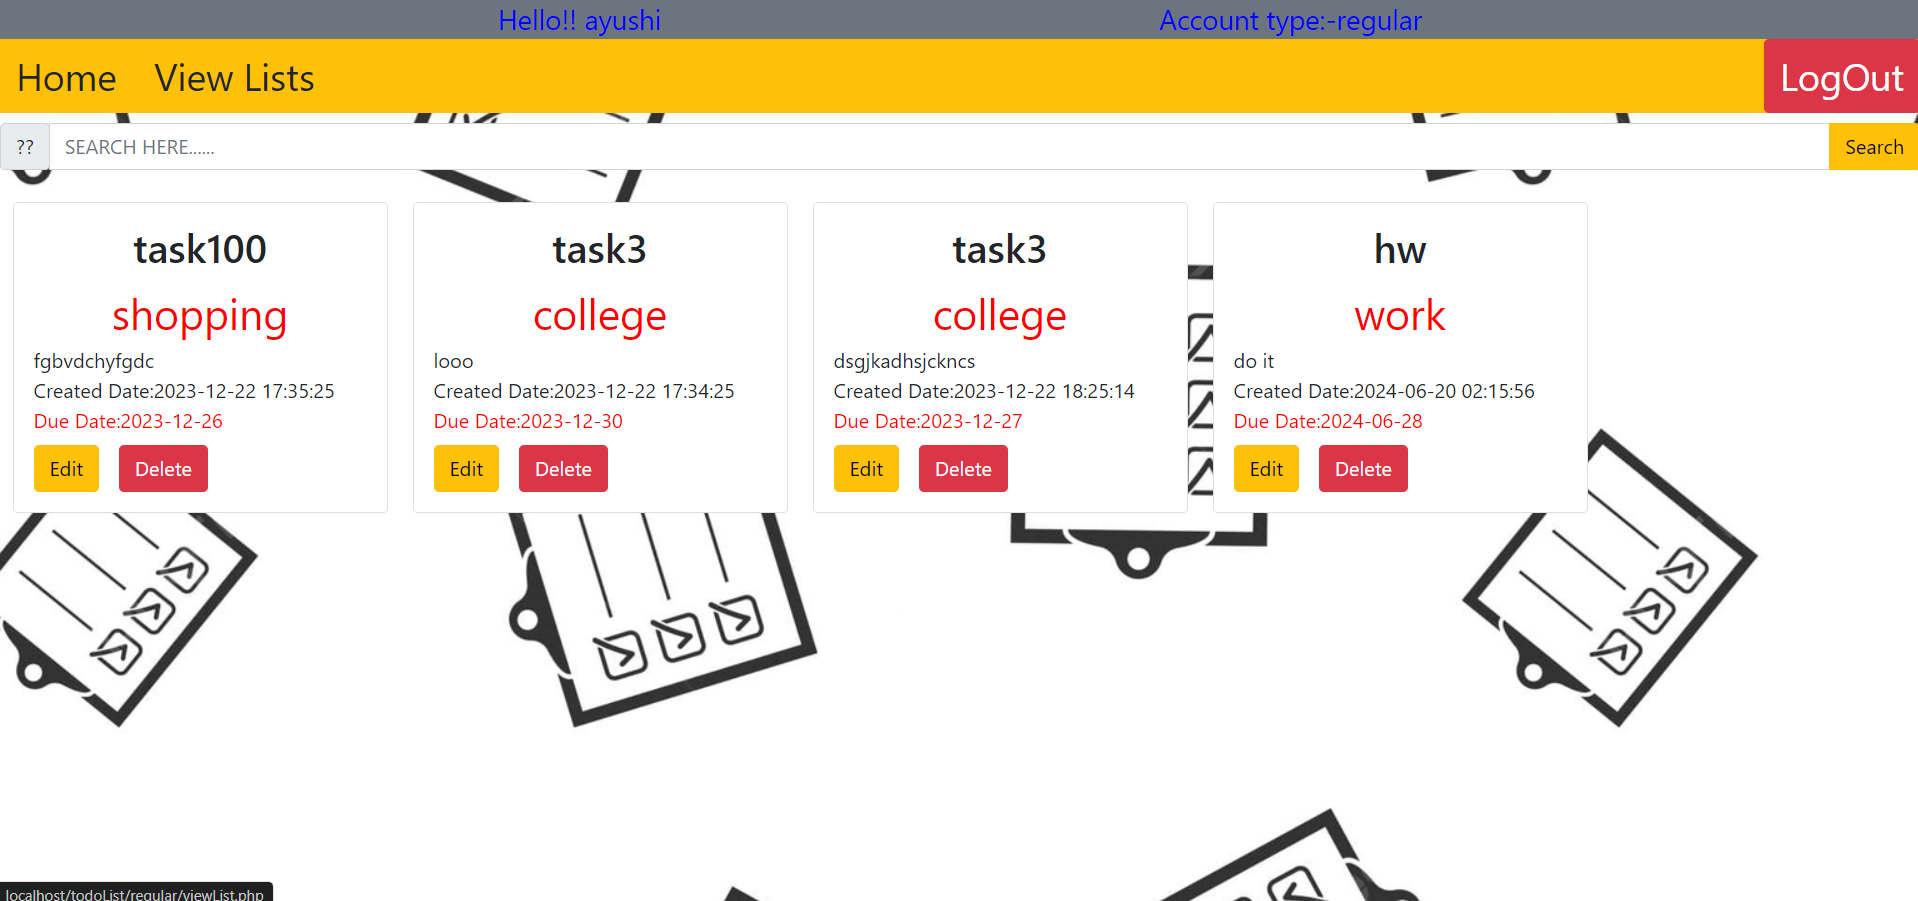 Hello!! ayushi
Account type:-regular
Home
View Lists
LogOut
??
SEARCH HERE......
Search
task100
shopping
fgbvdchyfgdc
Created Date:2023-12-22 17:35:25
Due Date:2023-12-26
Edit
Delete
task3
college
looo
Created Date:2023-12-22 17:34:25
Due Date:2023-12-30
Edit
Delete
task3
college
dsgjkadhsjckncs
Created Date:2023-12-22 18:25:14
Due Date:2023-12-27
Edit
Delete
hw
work
do it
Created Date:2024-06-20 02:15:56
Due Date:2024-06-28
Edit
Delete
localhost/todoList/regular/viewList.php